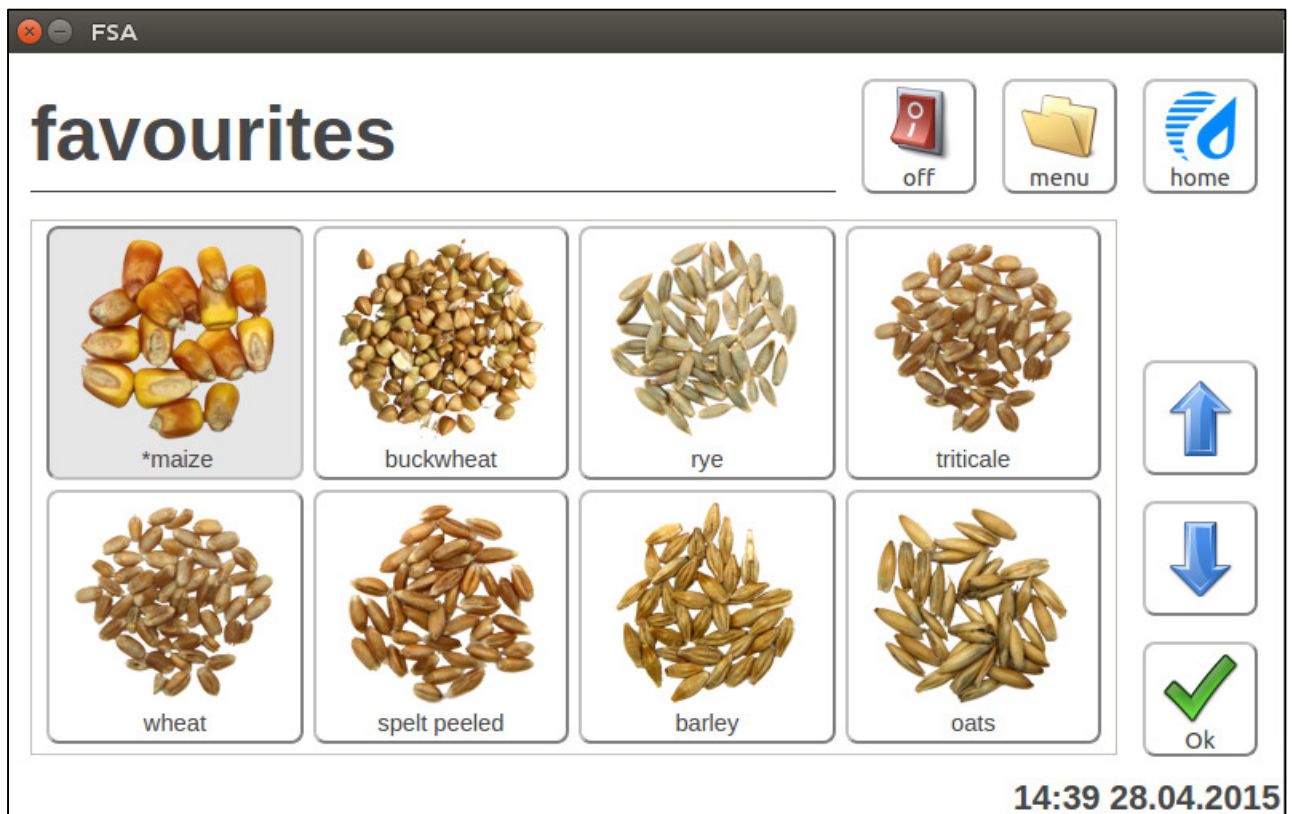 FSA
favourites
off
menu
home
*maize
buckwheat
rye
triticale
wheat
spelt peeled
barley
oats
Ok
14:39 28.04.2015